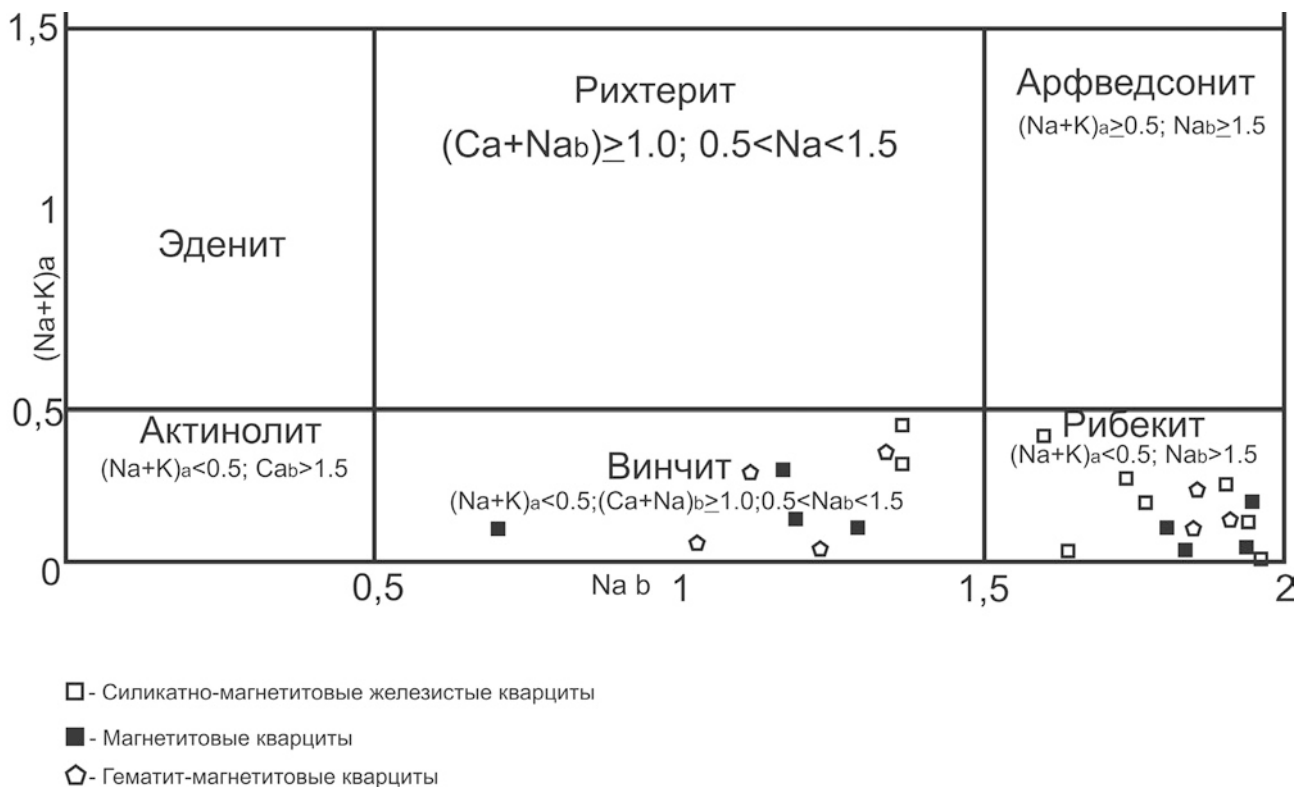 1,5
Рихтерит
(Ca+Nab)≥1.0; 0.5<Na<1.5
Арфведсонит
(Na+K)a≥0.5; Nab≥1.5
1
Эденит
(Na+K)a
0,5
Актинолит
(Na+K)a<0.5; Cab>1.5
Винчит
(Na+K)a<0.5;(Ca+Na)b≥1.0;0.5<Nab<1.5
Рибекит
(Na+K)a<0.5; Nab>1.5
0
0,5
Na b
1
1,5
2
- Силикатно-магнетитовые железистые кварциты
- Магнетитовые кварциты
- Гематит-магнетитовые кварциты